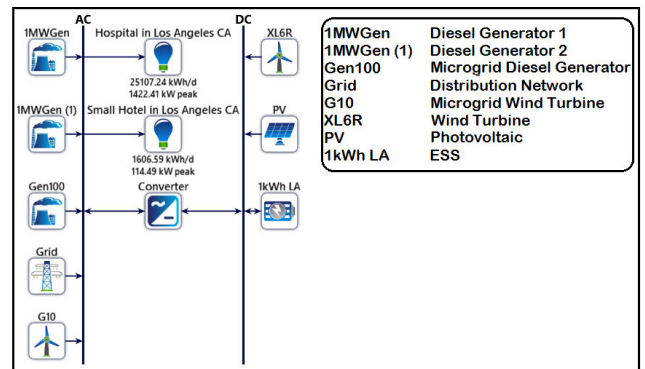 AC
DC
1MWGen
Hospital in Los Angeles CA
XL6R
25107.24 kWh/d
1422.41 kW peak
1MWGen (1)
Small Hotel in Los Angeles CA
PV
1606.59 kWh/d
114.49 kW peak
Gen100
Converter
1kWh LA
Grid
G10
1MWGen Diesel Generator 1
1MWGen (1) Diesel Generator 2
Gen100 Microgrid Diesel Generator
Grid Distribution Network
G10 Microgrid Wind Turbine
XL6R Wind Turbine
PV Photovoltaic
1kWh LA ESS